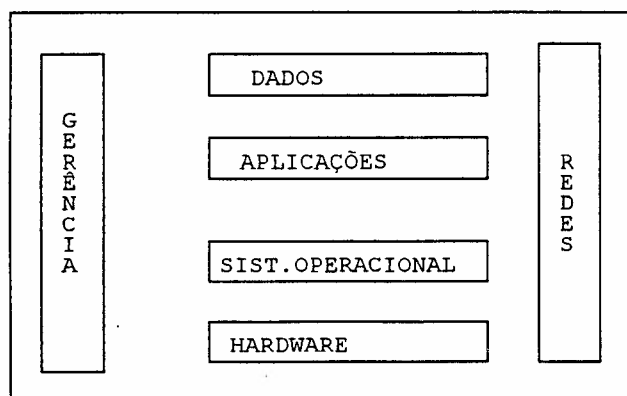 GERÊNCIA
DADOS
APLICAÇÕES
SIST.OPERACIONAL
HARDWARE
REDES